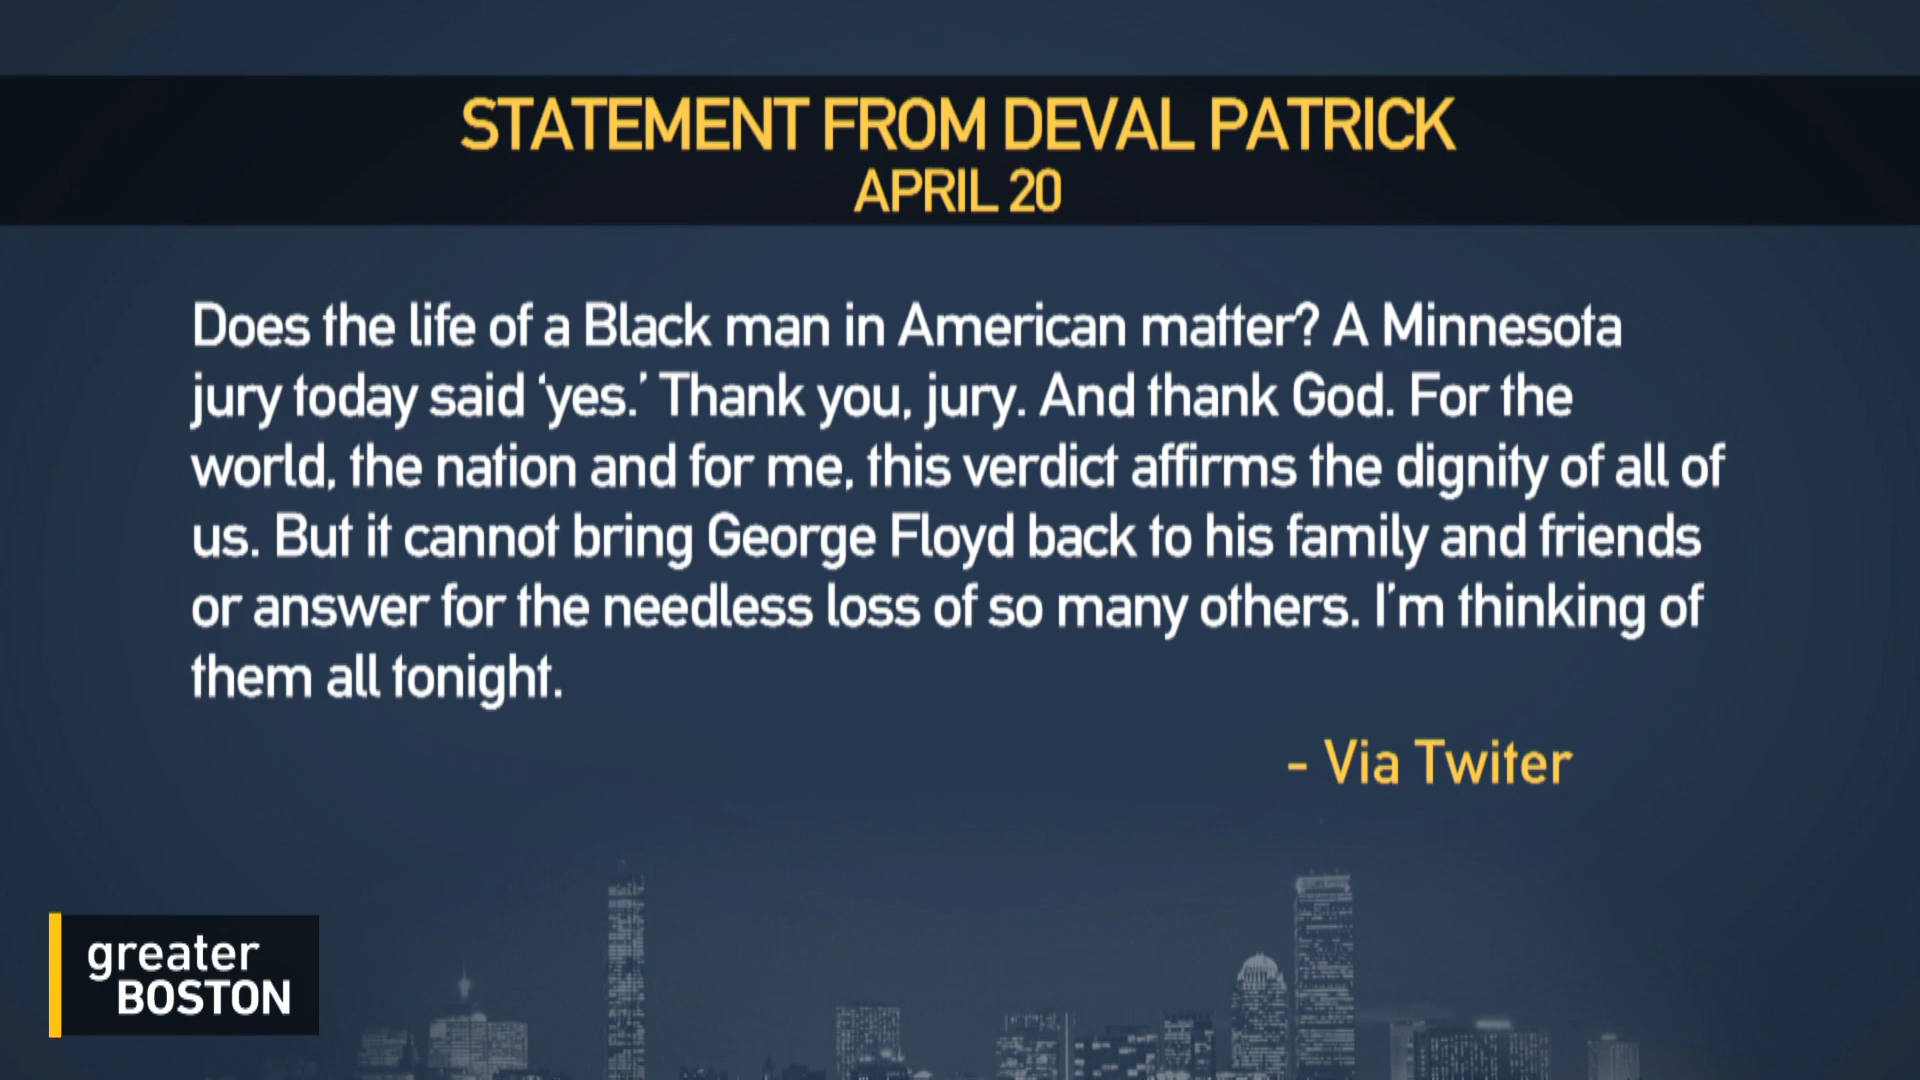 STATEMENT FROM DEVAL PATRICK
APRIL 20
Does the life of a Black man in American matter? A Minnesota
jury today said ‘yes.’ Thank you, jury. And thank God. For the
world, the nation and for me, this verdict affirms the dignity of all of
us. But it cannot bring George Floyd back to his family and friends
or answer for the needless loss of so many others. I’m thinking of
them all tonight.
- Via Twiter
greater
BOSTON